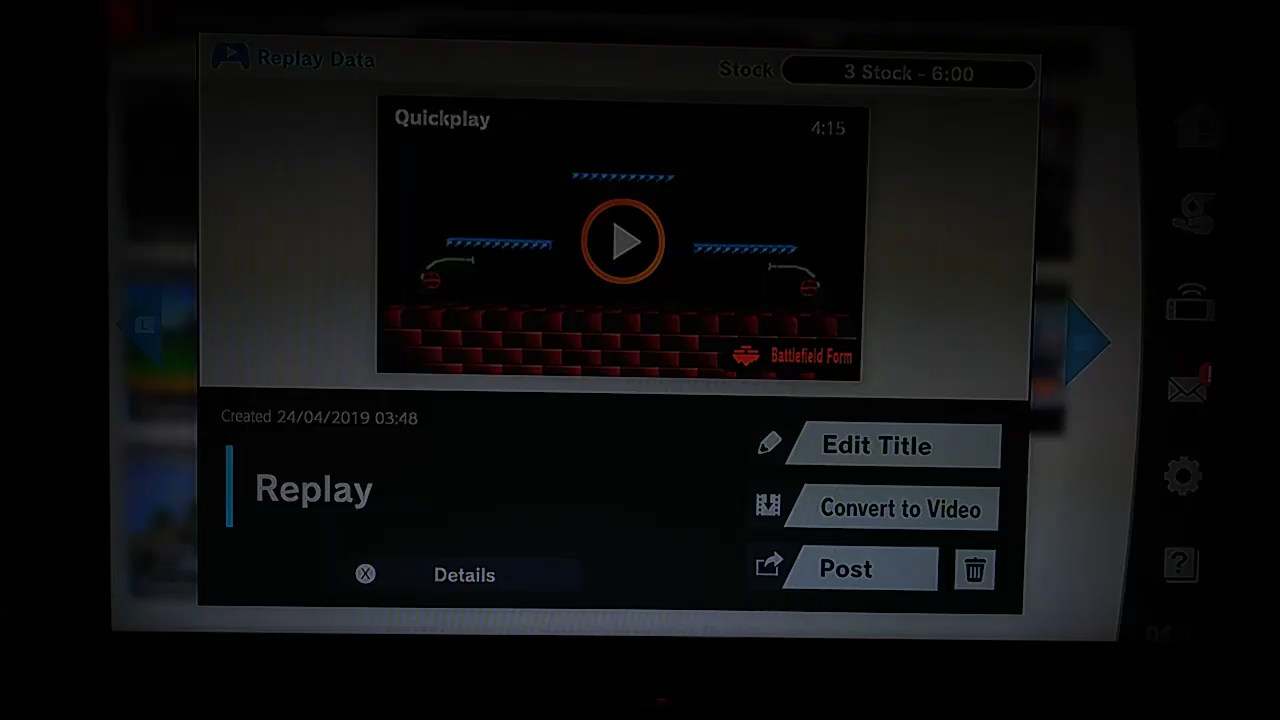 Replay Data
Stock 3 Stock - 6:00
Quickplay
4:15
L
Battlefield Form
Created 24/04/2019 03:48
Edit Title
Replay
Convert to Video
X Details
Post
?